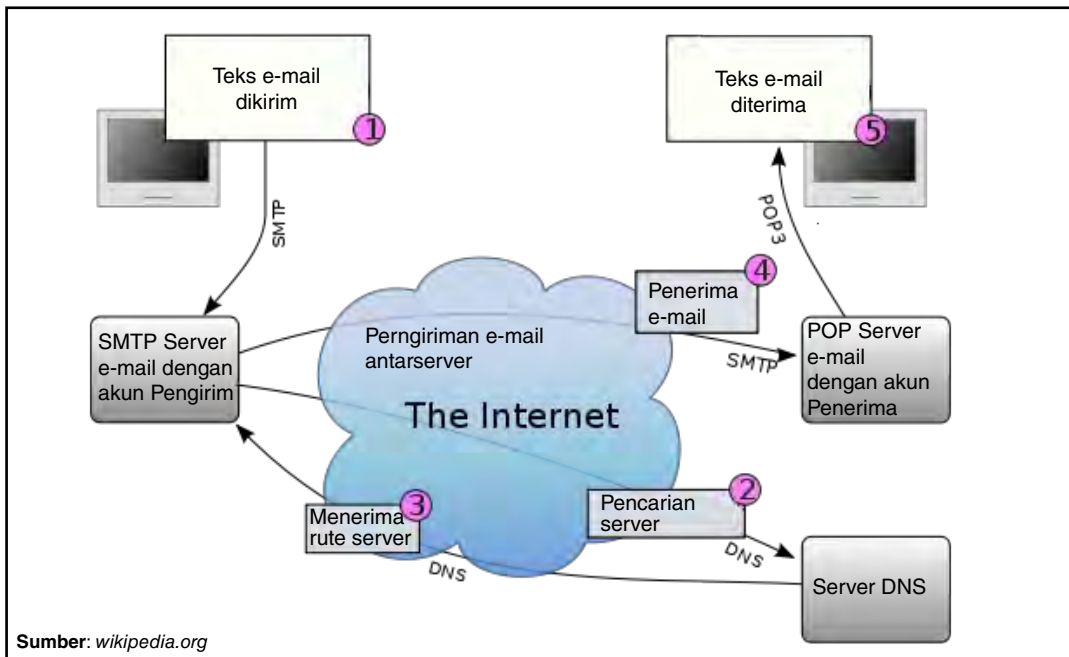 Teks e-mail
dikirim
1
Teks e-mail
diterima
5
SMTP
POP3
4
Penerima
e-mail
SMTP Server
e-mail dengan
akun Pengirim
Perngiriman e-mail
antarserver
SMTP
POP Server
e-mail
dengan akun
Penerima
The Internet
3
Menerima
rute server
2
Pencarian
server
DNS
DNS
Server DNS
Sumber: wikipedia.org